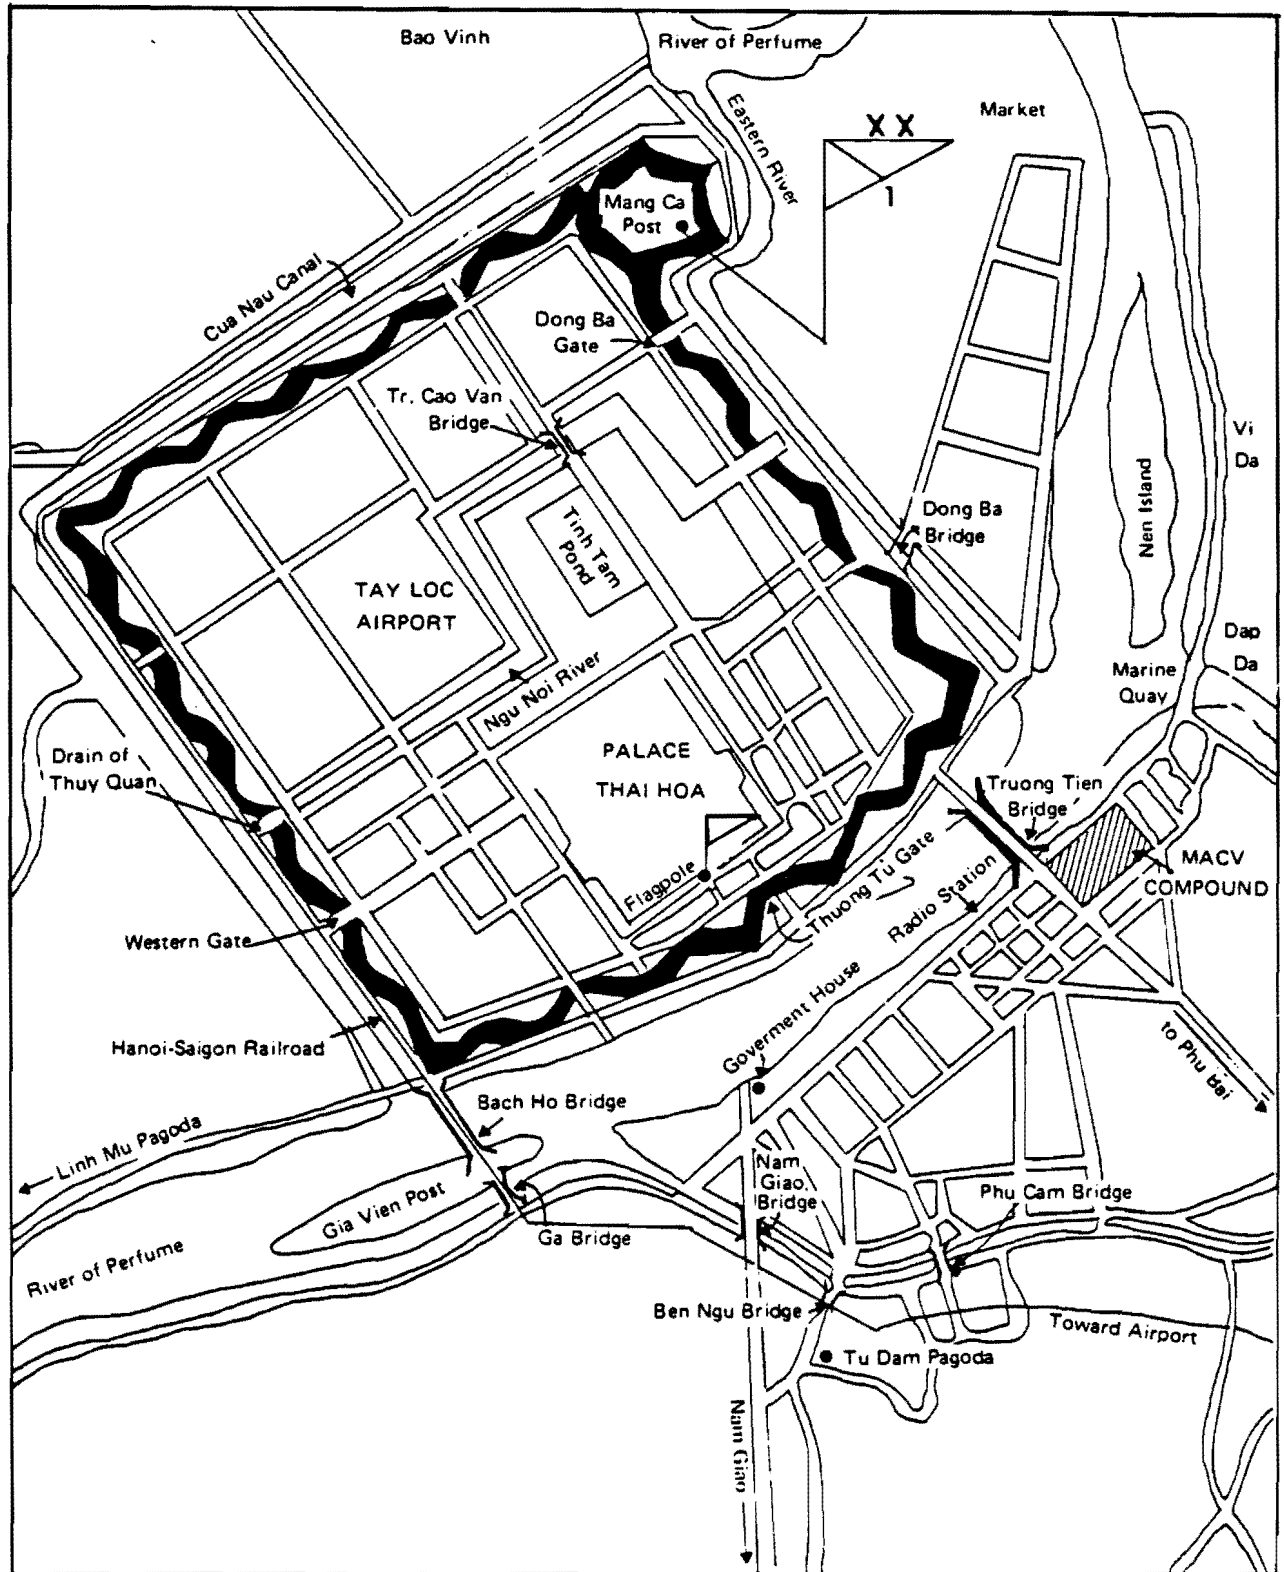 Bao Vinh
River of Perfume
Eastern River
Market
X X
1
Mang Ca
Post
Cua Nau Canal
Dong Ba
Gate
Tr. Cao Van
Bridge
Vi
Da
Nen Island
Dong Ba
Bridge
Tinh Tam
Pond
TAY LOC
AIRPORT
Dap
Da
Marine
Quay
Ngu Noi River
Drain of
Thuy Quan
PALACE
THAI HOA
Truong Tien
Bridge
MACV
COMPOUND
Flagpole
Thuong Tu Gate
Radio Station
Western Gate
Goverment House
Hanoi-Saigon Railroad
to Phu Bai
Bach Ho Bridge
Linh Mu Pagoda
Nam
Giao
Bridge
Phu Cam Bridge
Gia Vien Post
Ga Bridge
River of Perfume
Ben Ngu Bridge
Toward Airport
Tu Dam Pagoda
Nam Giao